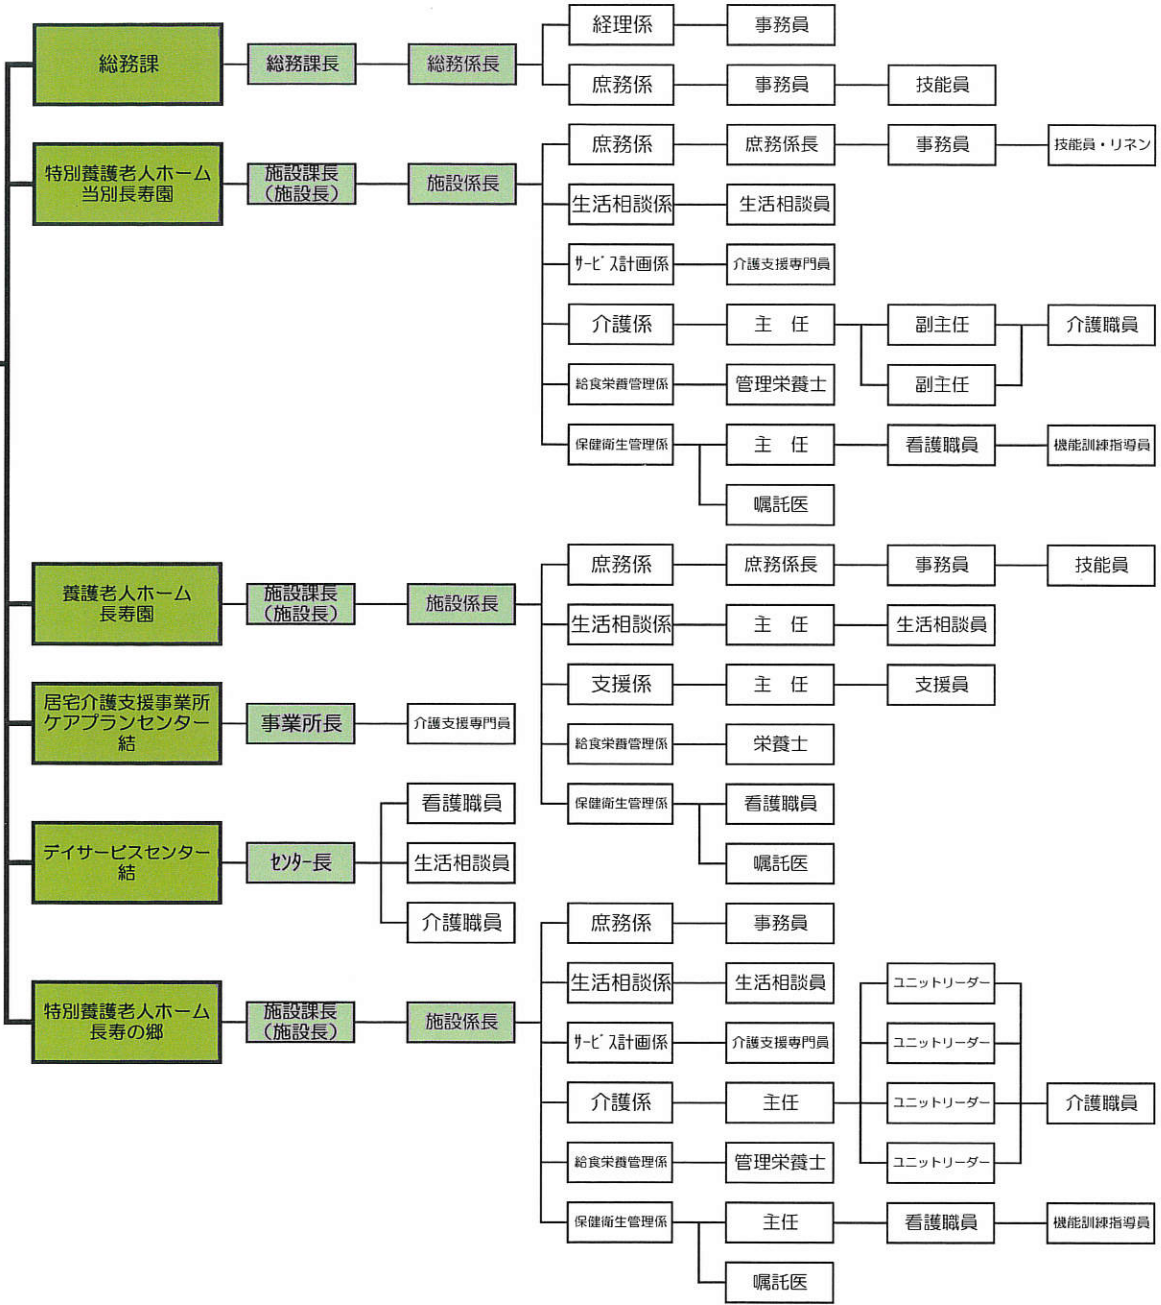 総務課
総務課長
総務係長
経理係
事務員
庶務係
事務員
技能員
特別養護老人ホーム
当別長寿園
施設課長
(施設長)
施設係長
庶務係
庶務係長
事務員
技能員・リネン
生活相談係
生活相談員
ｻｰﾋﾞｽ計画係
介護支援専門員
介護係
主　任
副主任
副主任
介護職員
給食栄養管理係
管理栄養士
保健衛生管理係
主　任
看護職員
機能訓練指導員
嘱託医
養護老人ホーム
長寿園
施設課長
(施設長)
施設係長
庶務係
庶務係長
事務員
技能員
生活相談係
主　任
生活相談員
支援係
主　任
支援員
給食栄養管理係
栄養士
保健衛生管理係
看護職員
嘱託医
居宅介護支援事業所
ケアプランセンター
結
事業所長
介護支援専門員
デイサービスセンター
結
ｾﾝﾀｰ長
看護職員
生活相談員
介護職員
特別養護老人ホーム
長寿の郷
施設課長
(施設長)
施設係長
庶務係
事務員
生活相談係
生活相談員
ｻｰﾋﾞｽ計画係
介護支援専門員
介護係
主任
ユニットリーダー
ユニットリーダー
ユニットリーダー
ユニットリーダー
介護職員
給食栄養管理係
管理栄養士
保健衛生管理係
主任
看護職員
機能訓練指導員
嘱託医